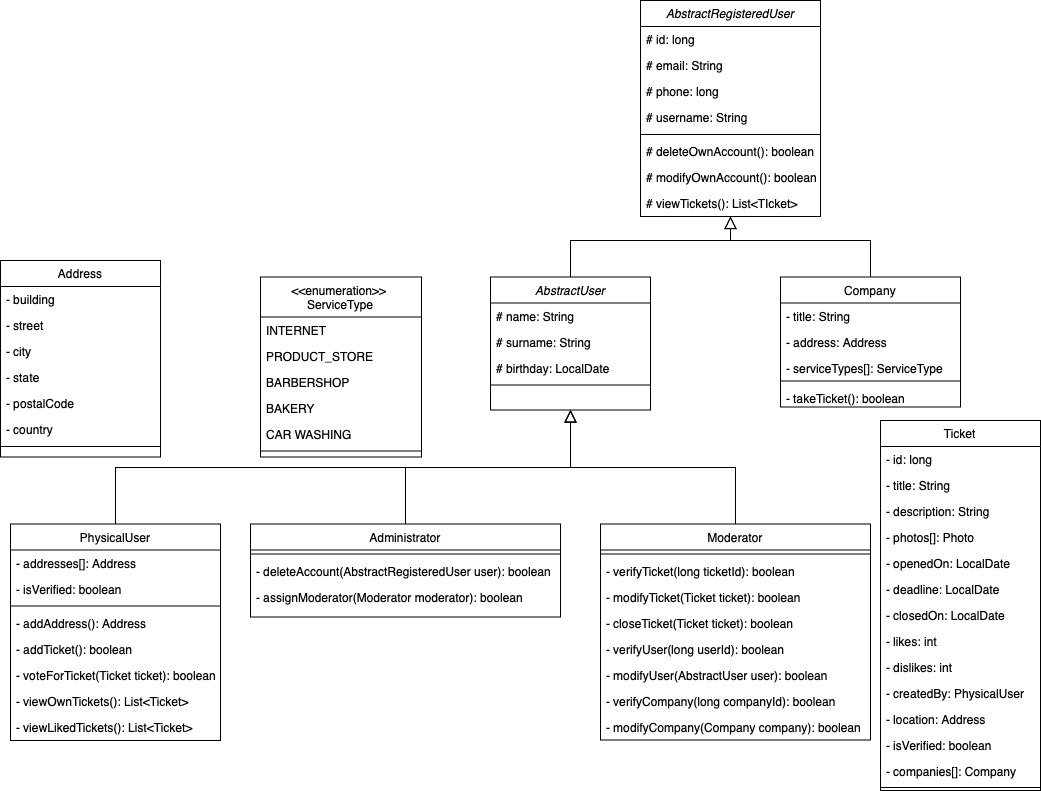 AbstractRegisteredUser
# id: long
# email: String
# phone: long
# username: String
# deleteOwnAccount(): boolean
# modifyOwnAccount(): boolean
# viewTickets(): List<TIcket>
Address
- building
- street
- city
- state
- postalCode
- country
<<enumeration>>
ServiceType
INTERNET
PRODUCT_STORE
BARBERSHOP
BAKERY
CAR WASHING
AbstractUser
# name: String
# surname: String
# birthday: LocalDate
Company
- title: String
- address: Address
- serviceTypes[]: ServiceType
- takeTicket(): boolean
Ticket
- id: long
- title: String
- description: String
- photos[]: Photo
- openedOn: LocalDate
- deadline: LocalDate
- closedOn: LocalDate
- likes: int
- dislikes: int
- createdBy: PhysicalUser
- location: Address
- isVerified: boolean
- companies[]: Company
PhysicalUser
- addresses[]: Address
- isVerified: boolean
- addAddress(): Address
- addTicket(): boolean
- voteForTicket(Ticket ticket): boolean
- viewOwnTickets(): List<Ticket>
- viewLikedTickets(): List<Ticket>
Administrator
- deleteAccount(AbstractRegisteredUser user): boolean
- assignModerator(Moderator moderator): boolean
Moderator
- verifyTicket(long ticketId): boolean
- modifyTicket(Ticket ticket): boolean
- closeTicket(Ticket ticket): boolean
- verifyUser(long userId): boolean
- modifyUser(AbstractUser user): boolean
- verifyCompany(long companyId): boolean
- modifyCompany(Company company): boolean